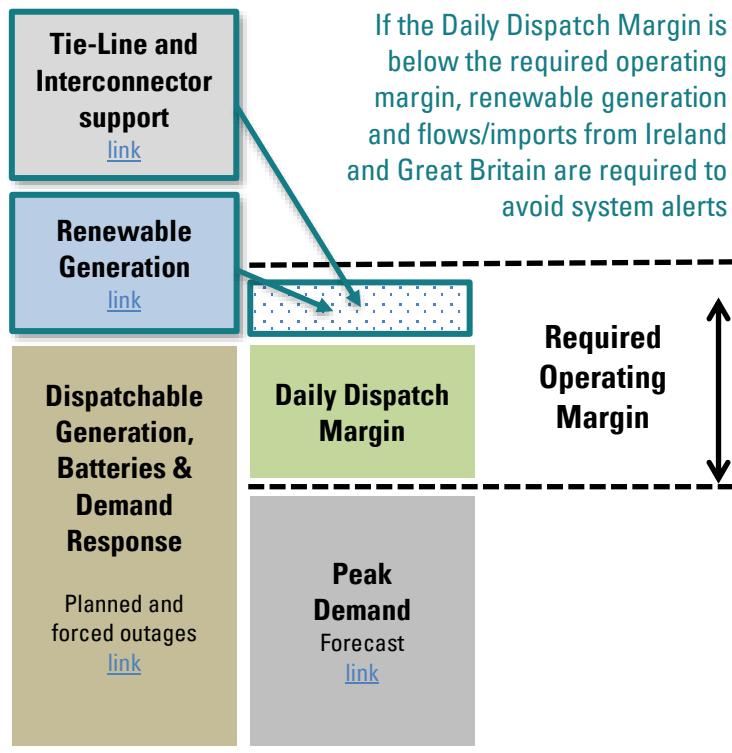 Tie-Line and
Interconnector
support
link
If the Daily Dispatch Margin is
below the required operating
margin, renewable generation
and flows/imports from Ireland
and Great Britain are required to
avoid system alerts
Renewable
Generation
link
Dispatchable
Generation,
Batteries &
Demand
Response
Planned and
forced outages
link
Daily Dispatch
Margin
Required
Operating
Margin
Peak
Demand
Forecast
link